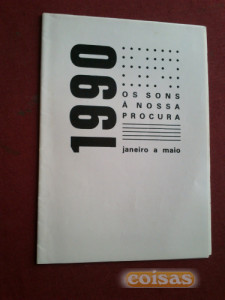 1990
OS SONS
À NOSSA
PROCURA
janeiro a maio
coisas